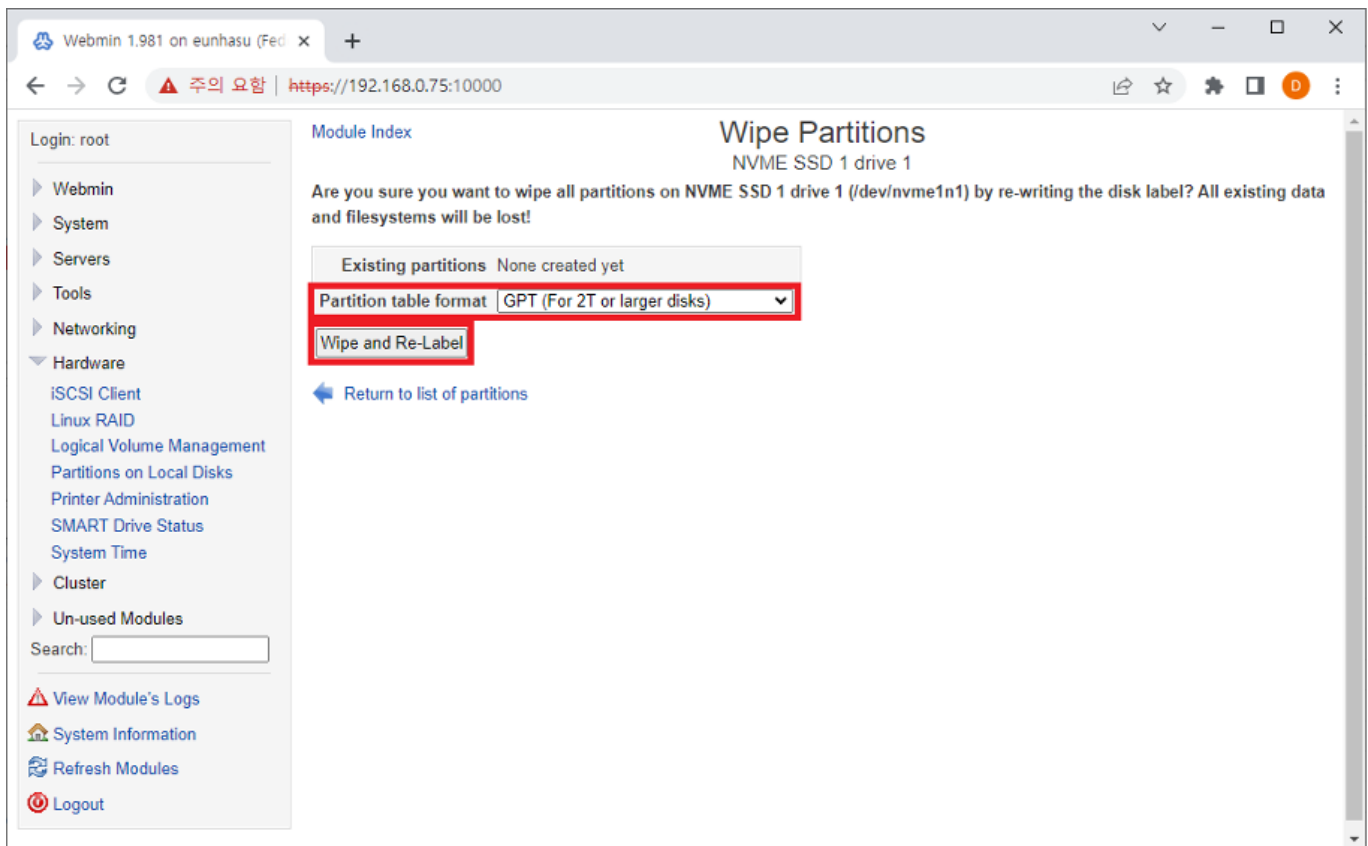 Webmin 1.981 on eunhasu (Fed
주의 요함 | https://192.168.0.75:10000
D
Login: root
Webmin
System
Servers
Tools
Networking
Hardware
iSCSI Client
Linux RAID
Logical Volume Management
Partitions on Local Disks
Printer Administration
SMART Drive Status
System Time
Cluster
Un-used Modules
Search:
View Module's Logs
System Information
Refresh Modules
Logout
Module Index
Wipe Partitions
NVME SSD 1 drive 1
Are you sure you want to wipe all partitions on NVME SSD 1 drive 1 (/dev/nvme1n1) by re-writing the disk label? All existing data
and filesystems will be lost!
Existing partitions None created yet
Partition table format GPT (For 2T or larger disks)
Wipe and Re-Label
Return to list of partitions